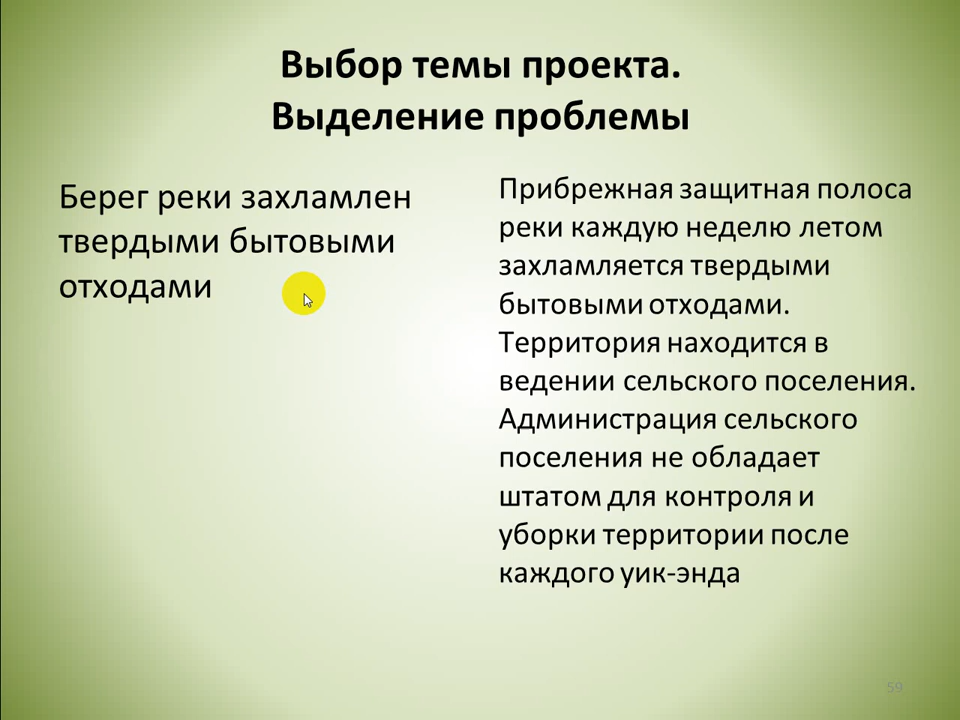 Выбор темы проекта.
Выделение проблемы
Берег реки захламлен
твердыми бытовыми
отходами
Прибрежная защитная полоса
реки каждую неделю летом
захламляется твердыми
бытовыми отходами.
Территория находится в
ведении сельского поселения.
Администрация сельского
поселения не обладает
штатом для контроля и
уборки территории после
каждого уик-энда
59